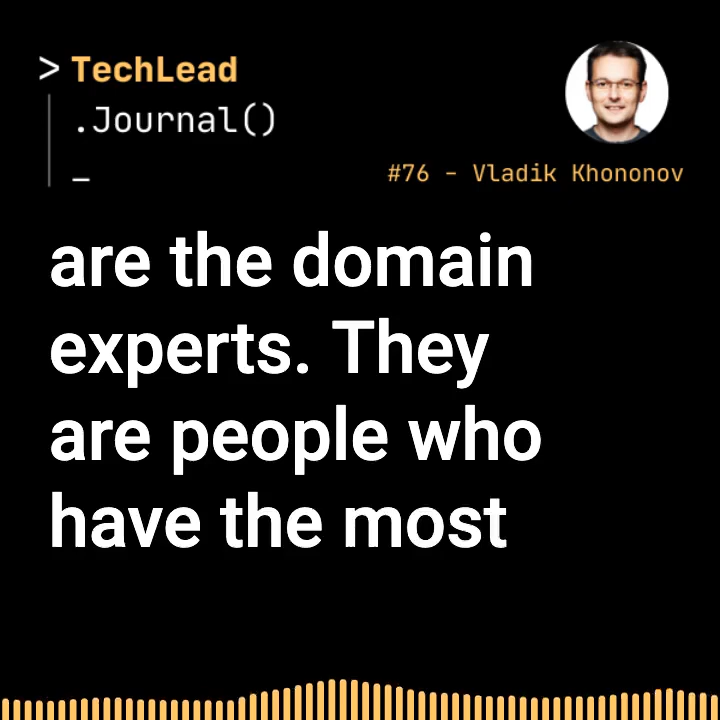 > TechLead
.Journal()
_
#76 - Vladik Khononov
are the domain
experts. They
are people who
have the most